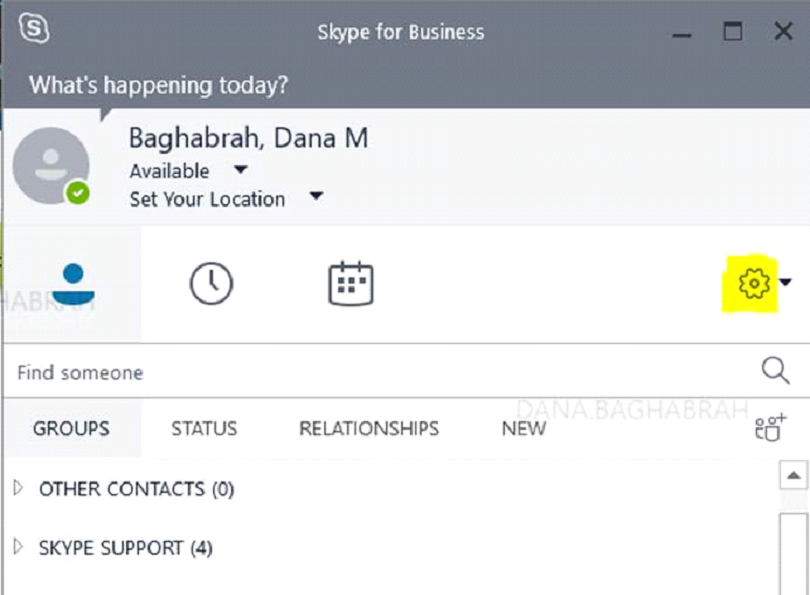 Skype for Business
What's happening today?
Baghabrah, Dana M
Available
Set Your Location
HABRAH
Find someone
DANA.BAGHABRAH
GROUPS STATUS RELATIONSHIPS NEW
OTHER CONTACTS (0)
SKYPE SUPPORT (4)